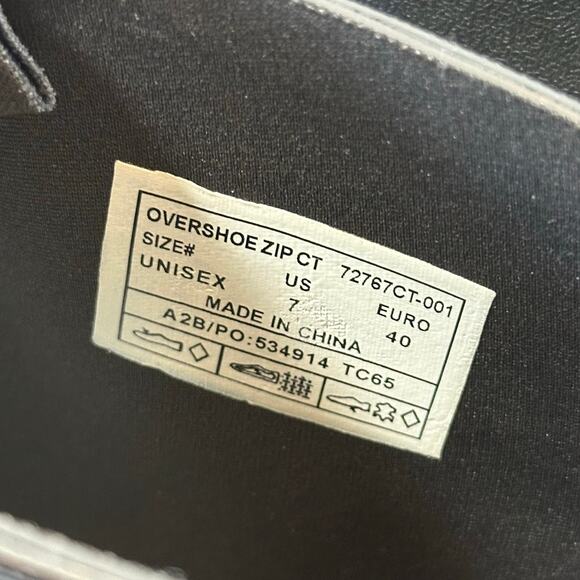 OVERSHOE ZIP CT 72767CT-001
SIZE# US EURO
UNISEX 7 40
MADE IN CHINA
A2B/PO:534914 TC65